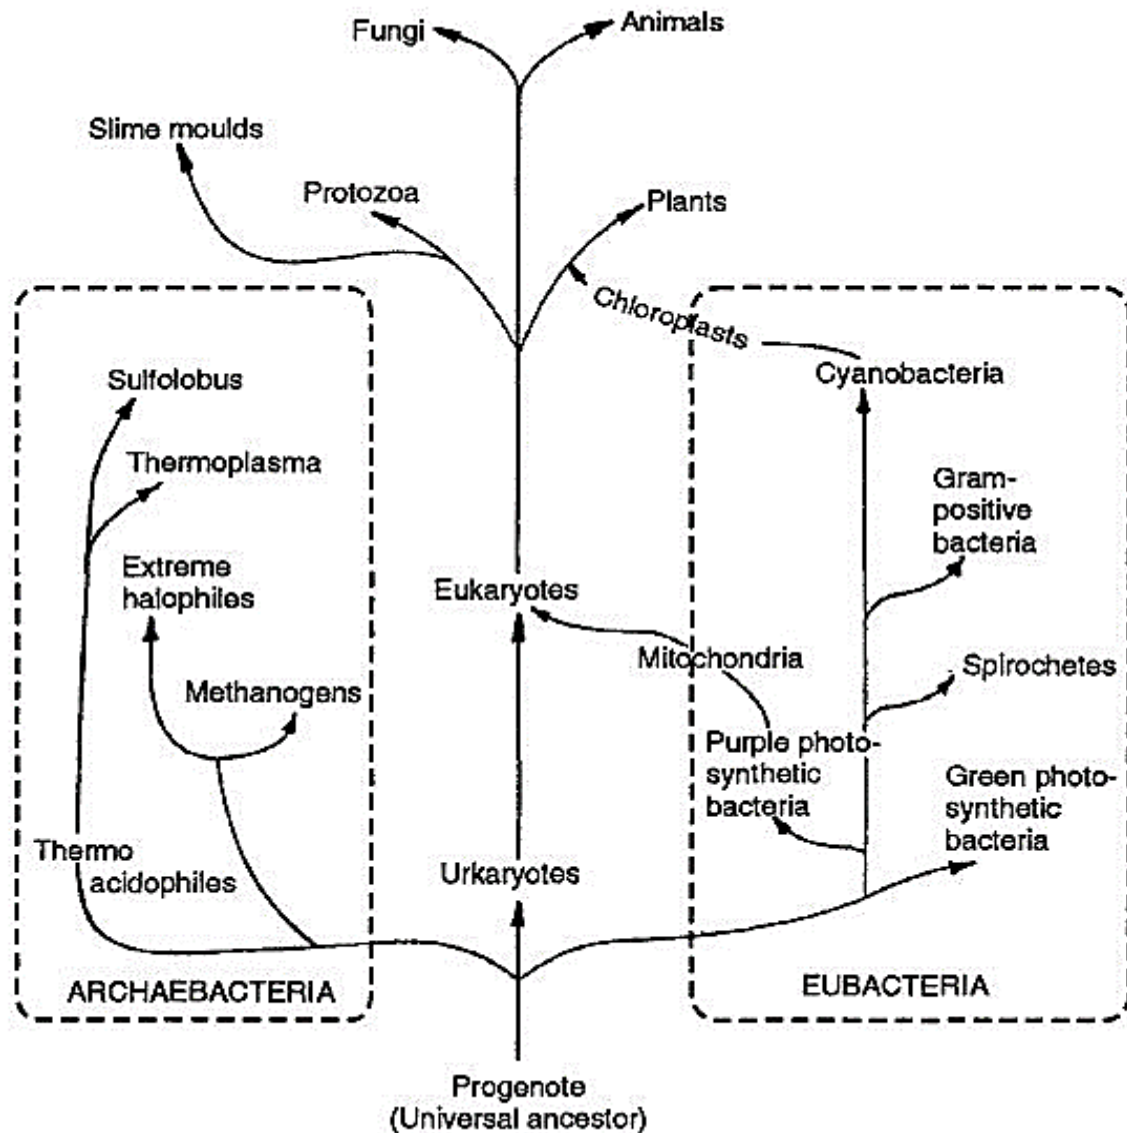 Fungi
Animals
Slime moulds
Protozoa
Plants
Chloroplasts
Sulfolobus
Cyanobacteria
Thermoplasma
Gram-
positive
bacteria
Extreme
halophiles
Eukaryotes
Mitochondria
Spirochetes
Methanogens
Purple photo-
synthetic
bacteria
Green photo-
synthetic
bacteria
Thermo
acidophiles
Urkaryotes
ARCHAEBACTERIA
EUBACTERIA
Progenote
(Universal ancestor)